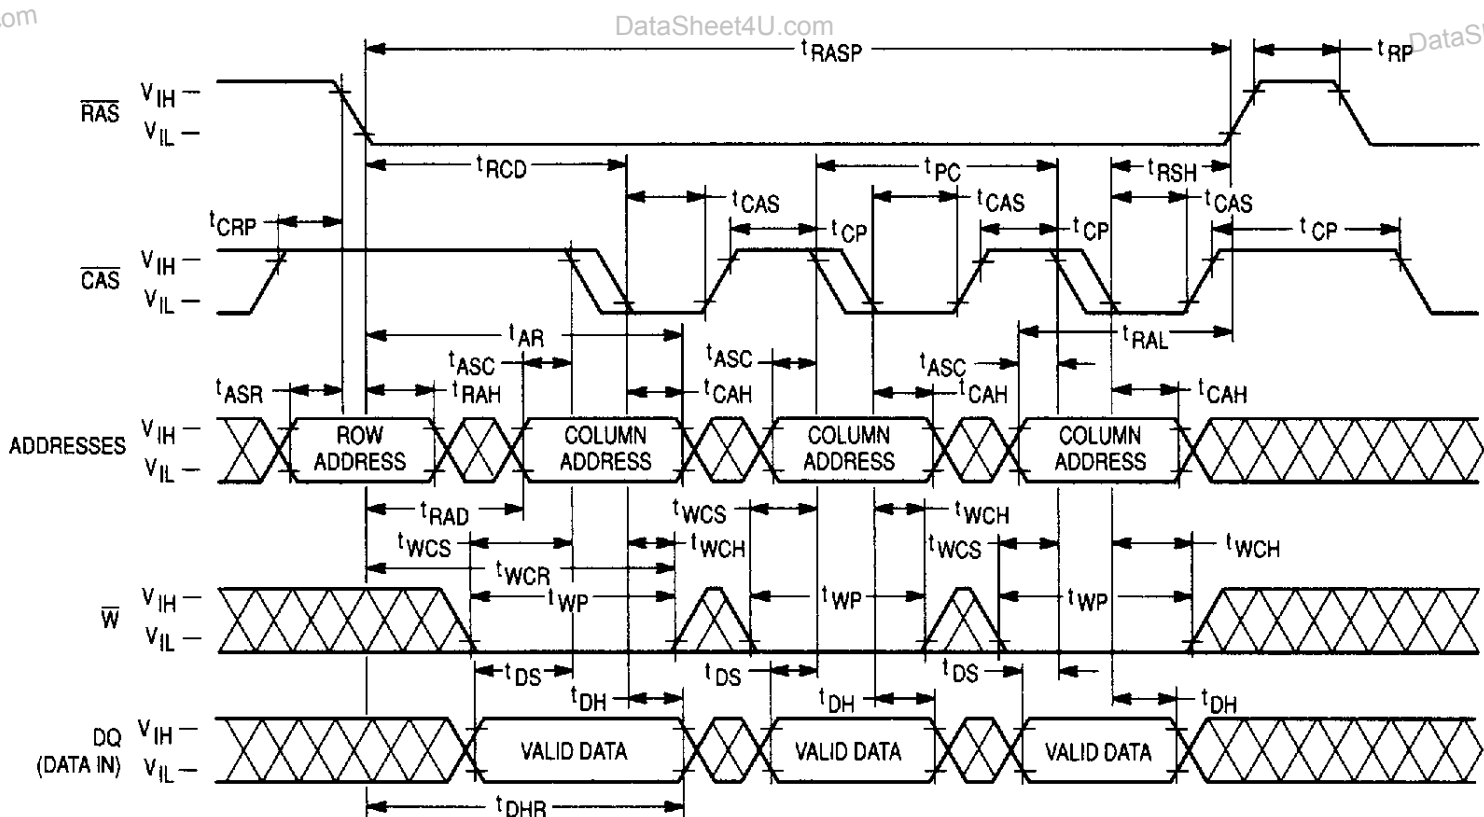 om
DataSheet4U.com
DataS
tRASP
tRP
RAS
VIH
VIL
tRCD
tPC
tRSH
tCAS
tCAS
tCAS
tCRP
tCP
tCP
tCP
CAS
VIH
VIL
tAR
tRAL
tASC
tASC
tASC
tASR
tRAH
tCAH
tCAH
tCAH
ADDRESSES
VIH
VIL
ROW ADDRESS
COLUMN ADDRESS
COLUMN ADDRESS
COLUMN ADDRESS
tRAD
tWCS
tWCH
tWCS
tWCH
tWCS
tWCH
tWCR
W
VIH
VIL
tWP
tWP
tWP
tDS
tDS
tDS
tDH
tDH
tDH
DQ
(DATA IN)
VIH
VIL
VALID DATA
VALID DATA
VALID DATA
tDHR